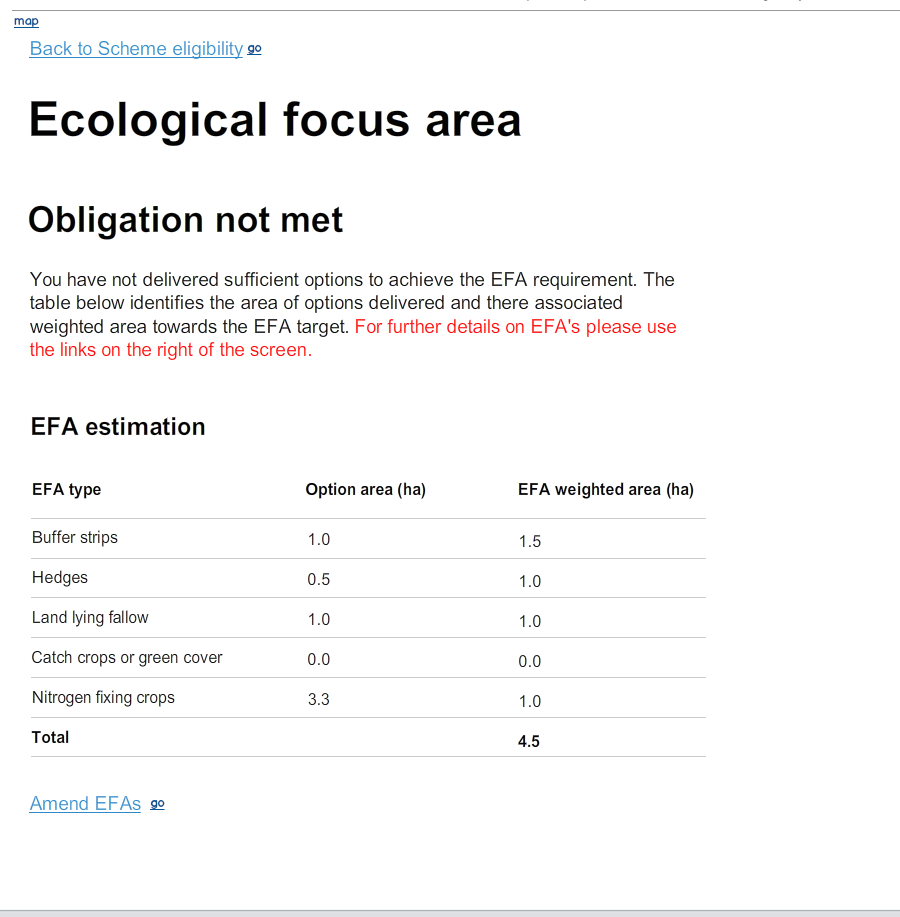 map
Back to Scheme eligibility go
Ecological focus area
Obligation not met
You have not delivered sufficient options to achieve the EFA requirement. The
table below identifies the area of options delivered and there associated
weighted area towards the EFA target. For further details on EFA's please use
the links on the right of the screen.
EFA estimation
EFA type Option area (ha) EFA weighted area (ha)
Buffer strips 1.0 1.5
Hedges 0.5 1.0
Land lying fallow 1.0 1.0
Catch crops or green cover 0.0 0.0
Nitrogen fixing crops 3.3 1.0
Total 4.5
Amend EFAs go